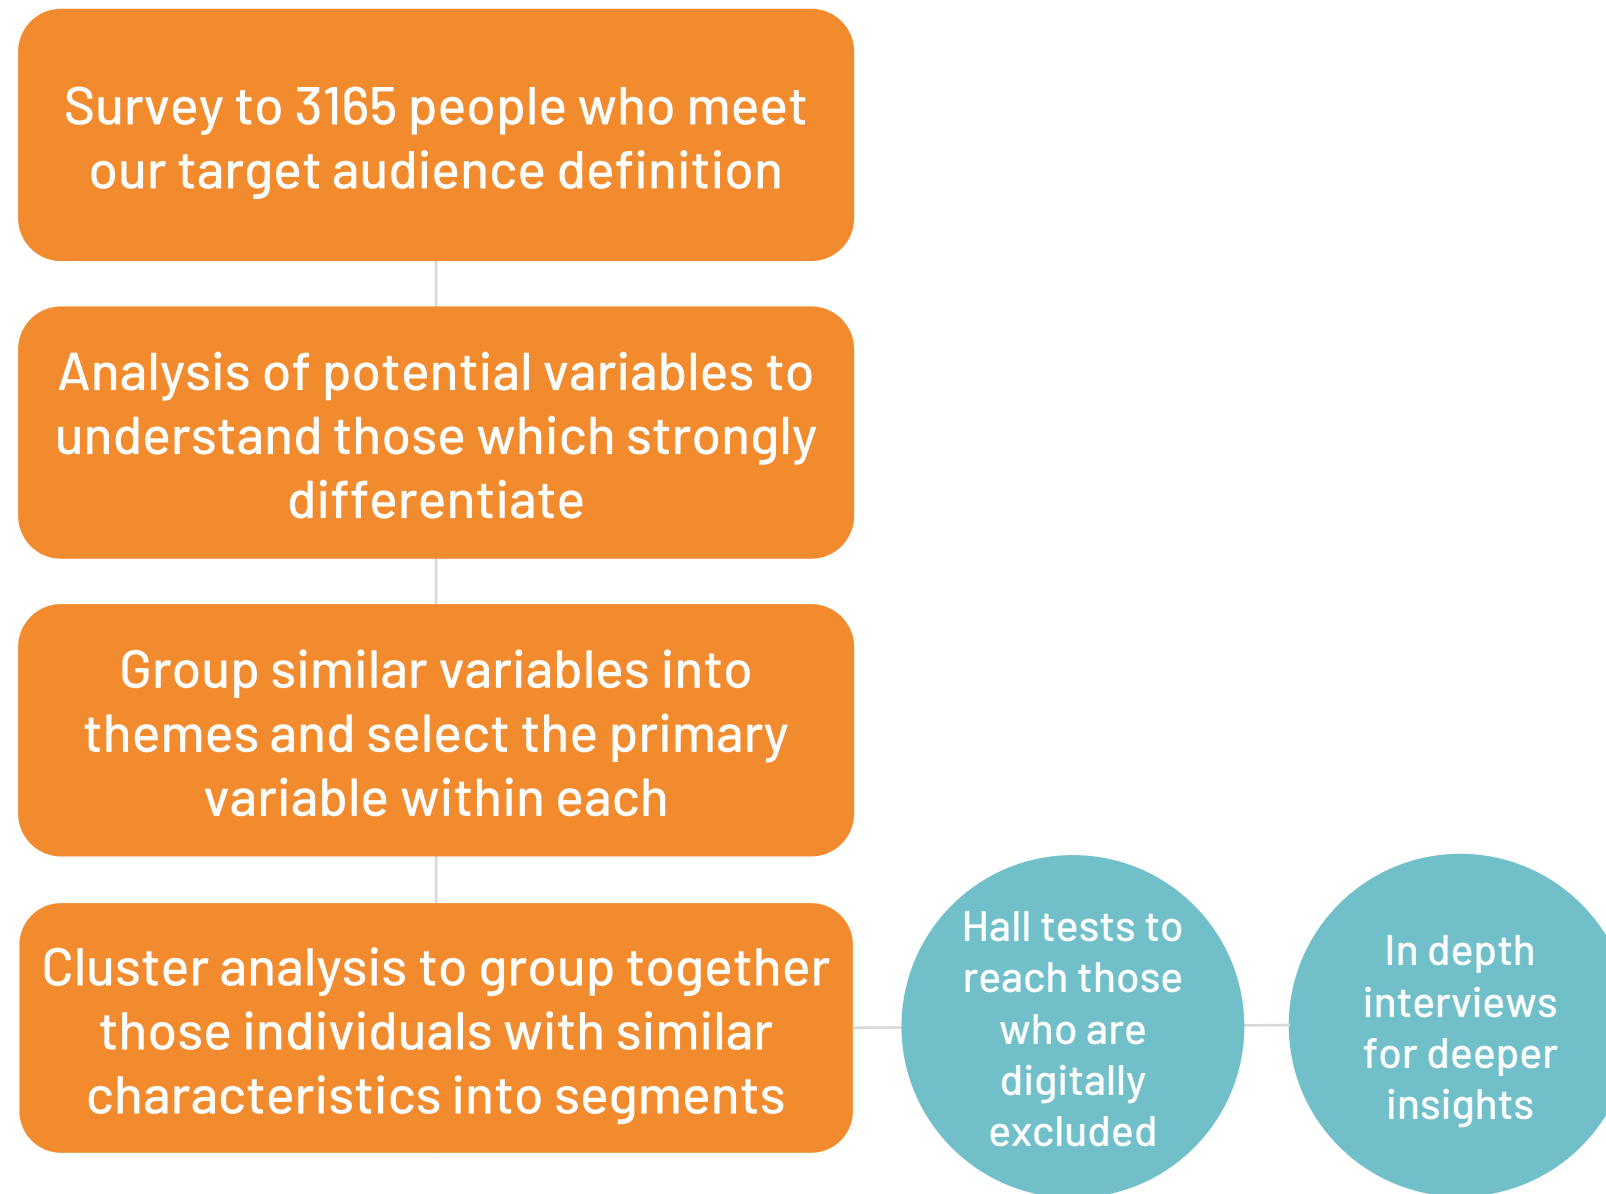 Survey to 3165 people who meet
our target audience definition
Analysis of potential variables to
understand those which strongly
differentiate
Group similar variables into
themes and select the primary
variable within each
Cluster analysis to group together
those individuals with similar
characteristics into segments
Hall tests to
reach those
who are
digitally
excluded
In depth
interviews
for deeper
insights